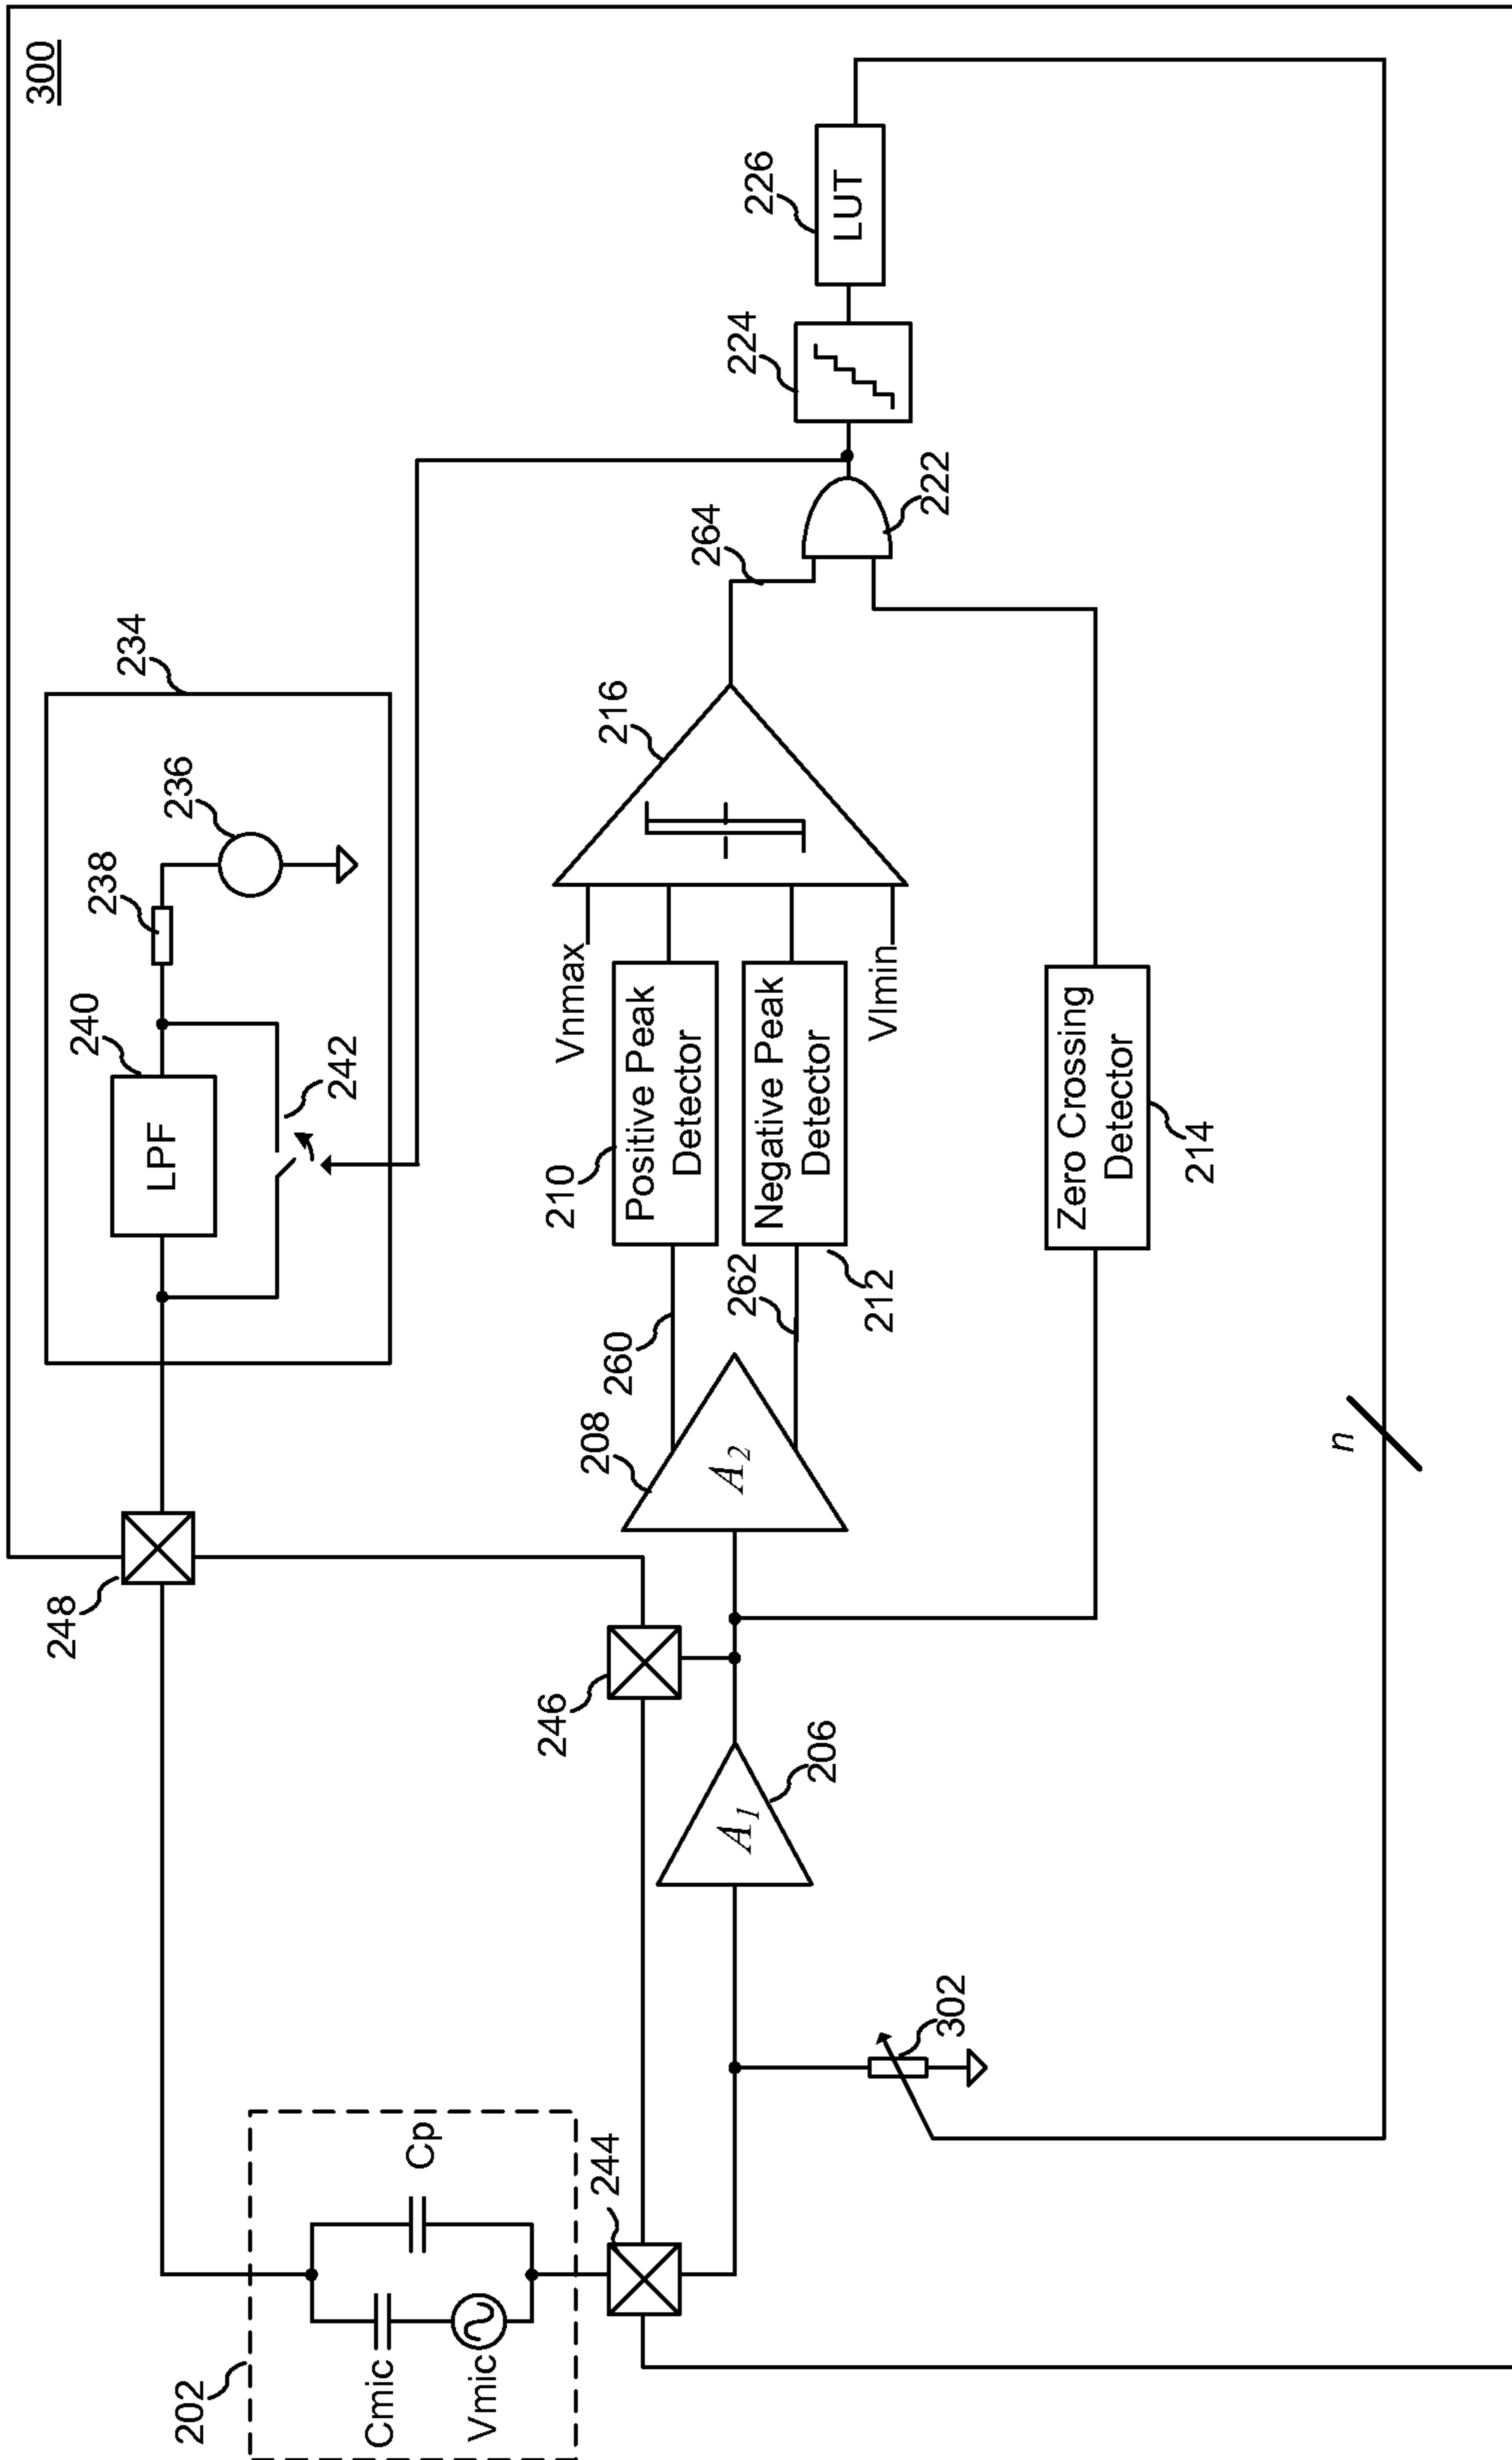 300
234
236
238
240
LPF
242
248
202
Cmic
Vmic
Cp
244
246
A1
206
302
208
A2
260
262
210
Positive Peak
Detector
Negative Peak
Detector
212
Vnmax
Vlmin
216
264
222
224
226
LUT
Zero Crossing
Detector
214
n